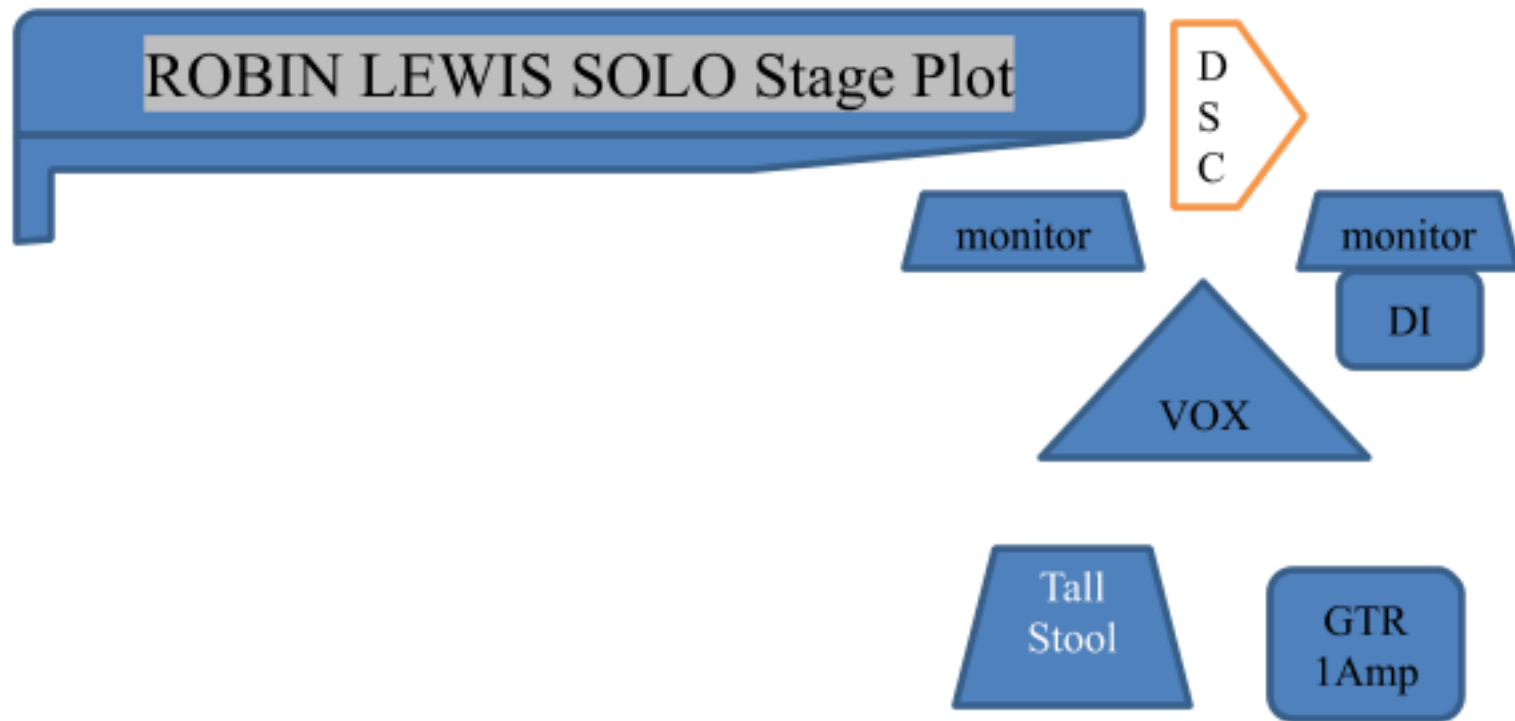 ROBIN LEWIS SOLO Stage Plot
D
S
C
monitor
monitor
DI
VOX
Tall
Stool
GTR
1Amp